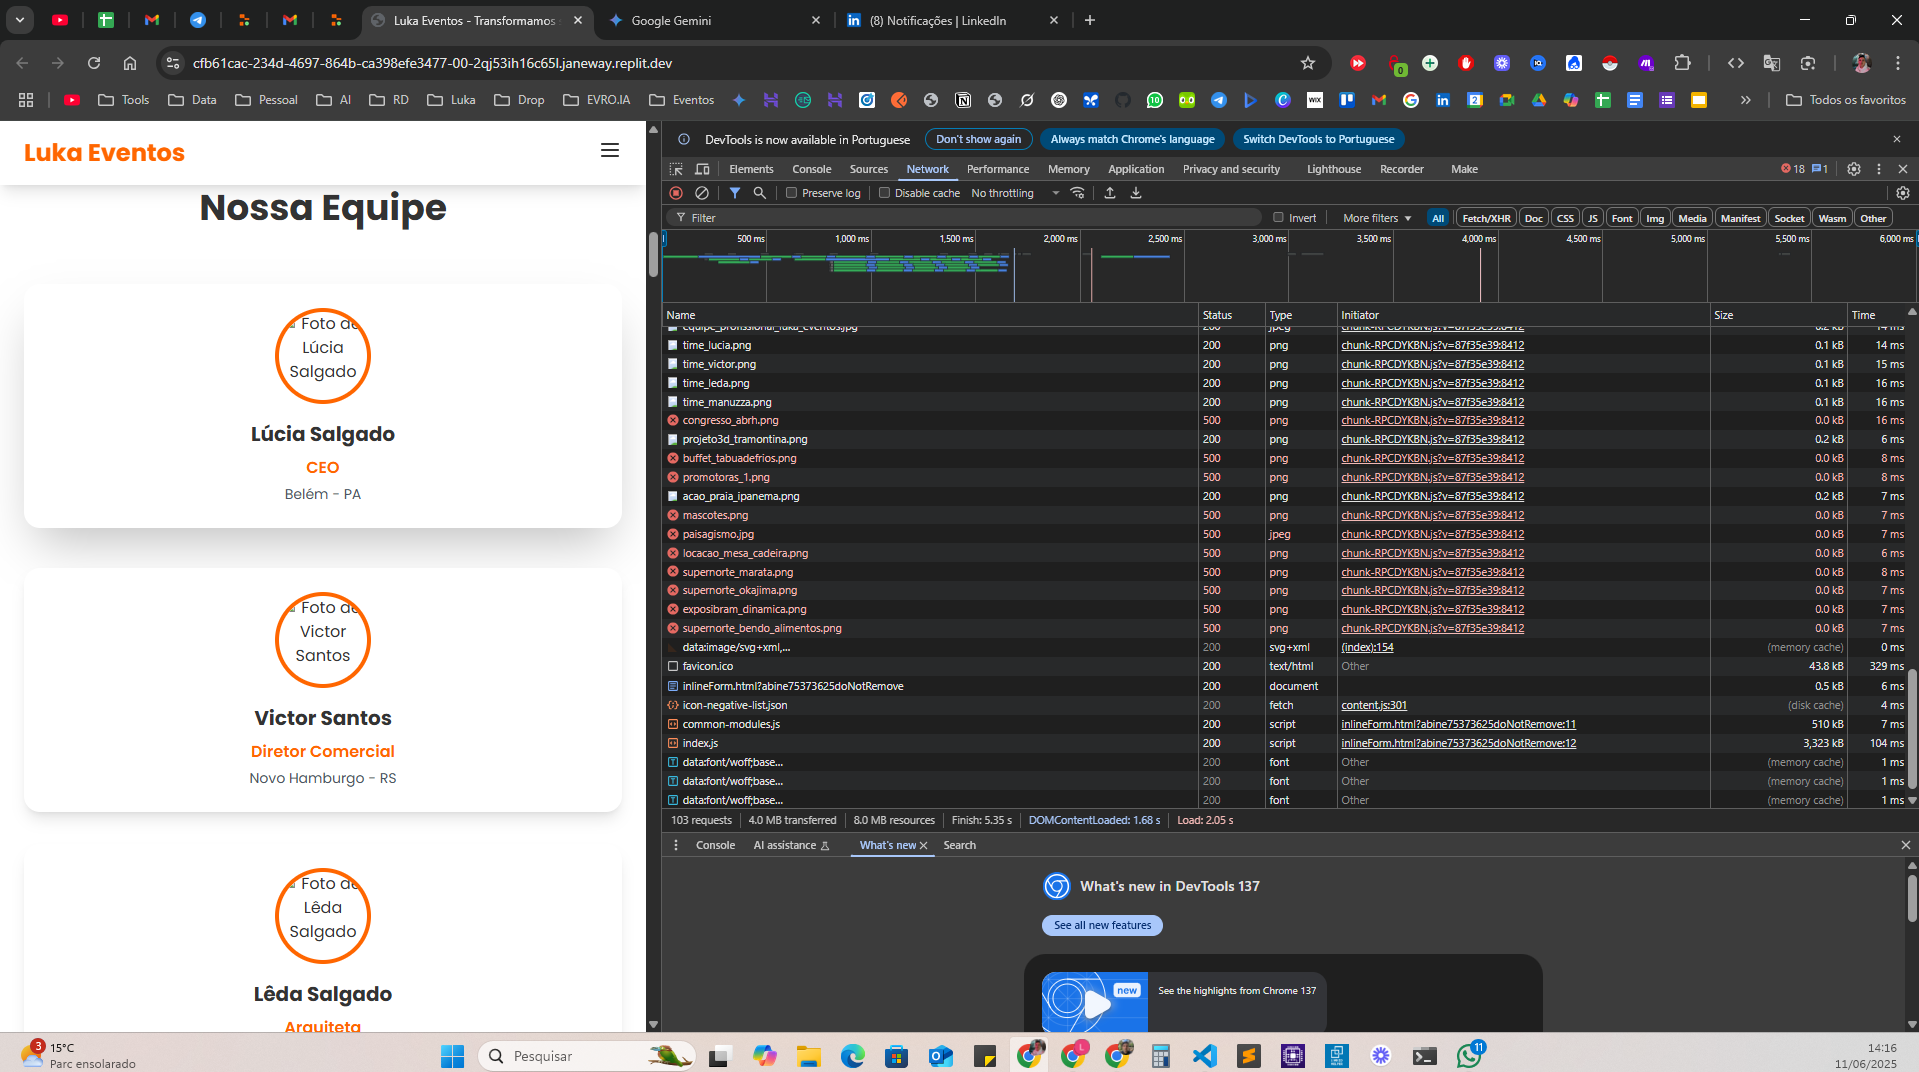 Luka Eventos - Transformamos
Google Gemini
(8) Notificações | LinkedIn
cfb61cac-234d-4697-864b-ca398efe3477-00-2qj53ih16c65l.janeway.replit.dev
Tools
Data
Pessoal
AI
RD
Luka
Drop
EVRO.IA
Eventos
Todos os favoritos
Luka Eventos
Nossa Equipe
Foto de
Lúcia
Salgado
Lúcia Salgado
CEO
Belém - PA
Foto de
Victor
Santos
Victor Santos
Diretor Comercial
Novo Hamburgo - RS
Foto de
Lêda
Salgado
Lêda Salgado
Arquiteta
DevTools is now available in Portuguese
Don't show again
Always match Chrome's language
Switch DevTools to Portuguese
Elements Console Sources Network Performance Memory Application Privacy and security Lighthouse Recorder Make
18 1
Preserve log Disable cache No throttling
Filter Invert More filters All Fetch/XHR Doc CSS JS Font Img Media Manifest Socket Wasm Other
500 ms 1,000 ms 1,500 ms 2,000 ms 2,500 ms 3,000 ms 3,500 ms 4,000 ms 4,500 ms 5,000 ms 5,500 ms 6,000 ms
Name Status Type Initiator Size Time
equipe_profissional_luka_eventos.jpg 200 jpeg chunk-RPCDYKBN.js?v=87f35e39:8412 0.2 kB 14 ms
time_lucia.png 200 png chunk-RPCDYKBN.js?v=87f35e39:8412 0.1 kB 14 ms
time_victor.png 200 png chunk-RPCDYKBN.js?v=87f35e39:8412 0.1 kB 15 ms
time_leda.png 200 png chunk-RPCDYKBN.js?v=87f35e39:8412 0.1 kB 16 ms
time_manuzza.png 200 png chunk-RPCDYKBN.js?v=87f35e39:8412 0.1 kB 16 ms
congresso_abrh.png 500 png chunk-RPCDYKBN.js?v=87f35e39:8412 0.0 kB 16 ms
projeto3d_tramontina.png 200 png chunk-RPCDYKBN.js?v=87f35e39:8412 0.2 kB 6 ms
buffet_tabuadefrios.png 500 png chunk-RPCDYKBN.js?v=87f35e39:8412 0.0 kB 8 ms
promotoras_1.png 500 png chunk-RPCDYKBN.js?v=87f35e39:8412 0.0 kB 8 ms
acao_praia_ipanema.png 200 png chunk-RPCDYKBN.js?v=87f35e39:8412 0.2 kB 7 ms
mascotes.png 500 png chunk-RPCDYKBN.js?v=87f35e39:8412 0.0 kB 7 ms
paisagismo.jpg 500 jpeg chunk-RPCDYKBN.js?v=87f35e39:8412 0.0 kB 7 ms
locacao_mesa_cadeira.png 500 png chunk-RPCDYKBN.js?v=87f35e39:8412 0.0 kB 6 ms
supernorte_marata.png 500 png chunk-RPCDYKBN.js?v=87f35e39:8412 0.0 kB 8 ms
supernorte_okajima.png 500 png chunk-RPCDYKBN.js?v=87f35e39:8412 0.0 kB 7 ms
exposibram_dinamica.png 500 png chunk-RPCDYKBN.js?v=87f35e39:8412 0.0 kB 7 ms
supernorte_bendo_alimentos.png 500 png chunk-RPCDYKBN.js?v=87f35e39:8412 0.0 kB 7 ms
data:image/svg+xml,... 200 svg+xml (index):154 (memory cache) 0 ms
favicon.ico 200 text/html Other 43.8 kB 329 ms
inlineForm.html?abine75373625doNotRemove 200 document 0.5 kB 6 ms
icon-negative-list.json 200 fetch content.js:301 (disk cache) 4 ms
common-modules.js 200 script inlineForm.html?abine75373625doNotRemove:11 510 kB 7 ms
index.js 200 script inlineForm.html?abine75373625doNotRemove:12 3,323 kB 104 ms
data:font/woff;base... 200 font Other (memory cache) 1 ms
data:font/woff;base... 200 font Other (memory cache) 1 ms
data:font/woff;base... 200 font Other (memory cache) 1 ms
103 requests 4.0 MB transferred 8.0 MB resources Finish: 5.35 s DOMContentLoaded: 1.68 s Load: 2.05 s
Console AI assistance What's new Search
What's new in DevTools 137
See all new features
new
See the highlights from Chrome 137
3
15°C
Parc ensolarado
Pesquisar
11
14:16
11/06/2025